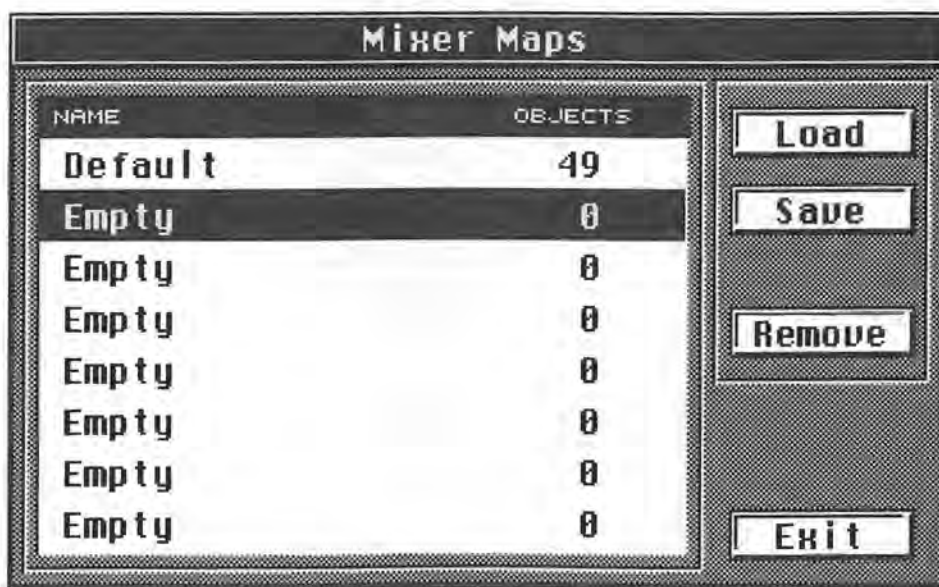 Mixer Maps
NAME OBJECTS
Default 49
Empty 0
Empty 0
Empty 0
Empty 0
Empty 0
Empty 0
Empty 0
Load
Save
Remove
Exit